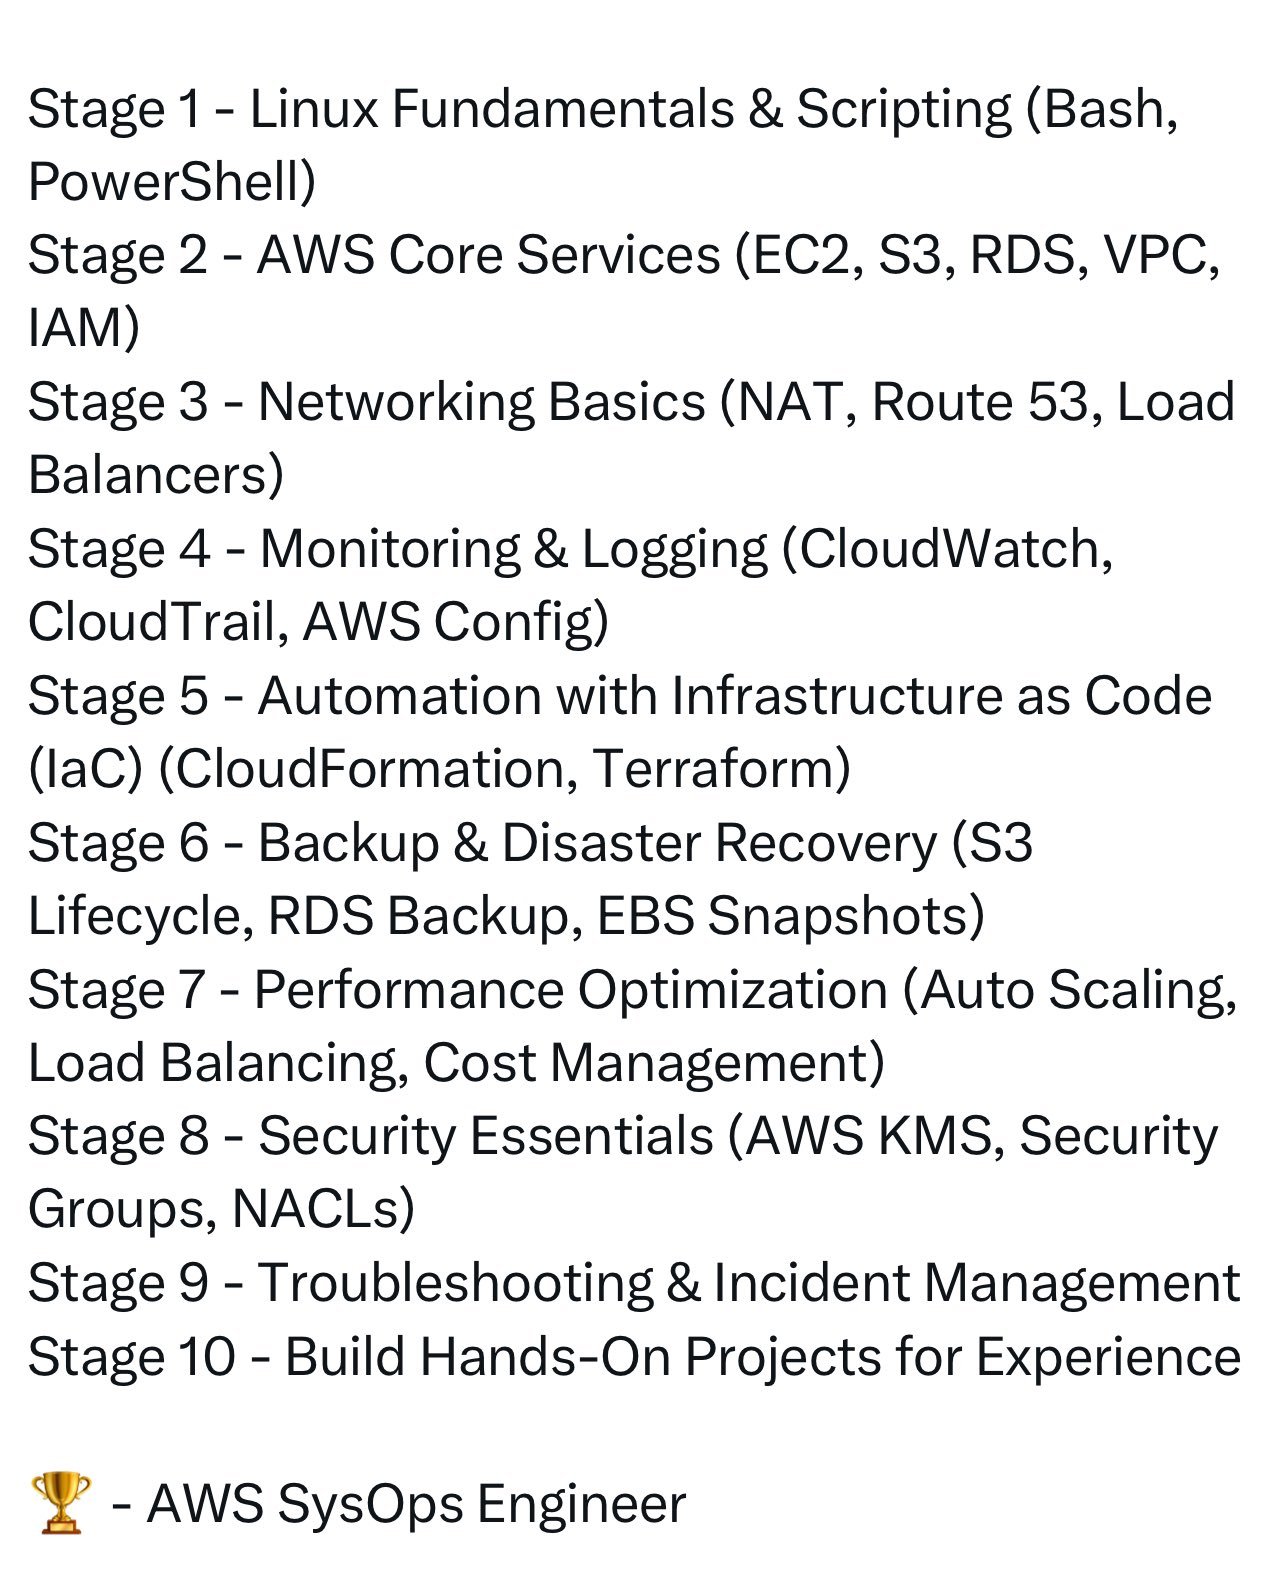 Stage 1 - Linux Fundamentals & Scripting (Bash,
PowerShell)
Stage 2 - AWS Core Services (EC2, S3, RDS, VPC,
IAM)
Stage 3 - Networking Basics (NAT, Route 53, Load
Balancers)
Stage 4 - Monitoring & Logging (CloudWatch,
CloudTrail, AWS Config)
Stage 5 - Automation with Infrastructure as Code
(IaC) (CloudFormation, Terraform)
Stage 6 - Backup & Disaster Recovery (S3
Lifecycle, RDS Backup, EBS Snapshots)
Stage 7 - Performance Optimization (Auto Scaling,
Load Balancing, Cost Management)
Stage 8 - Security Essentials (AWS KMS, Security
Groups, NACLs)
Stage 9 - Troubleshooting & Incident Management
Stage 10 - Build Hands-On Projects for Experience
🏆 - AWS SysOps Engineer